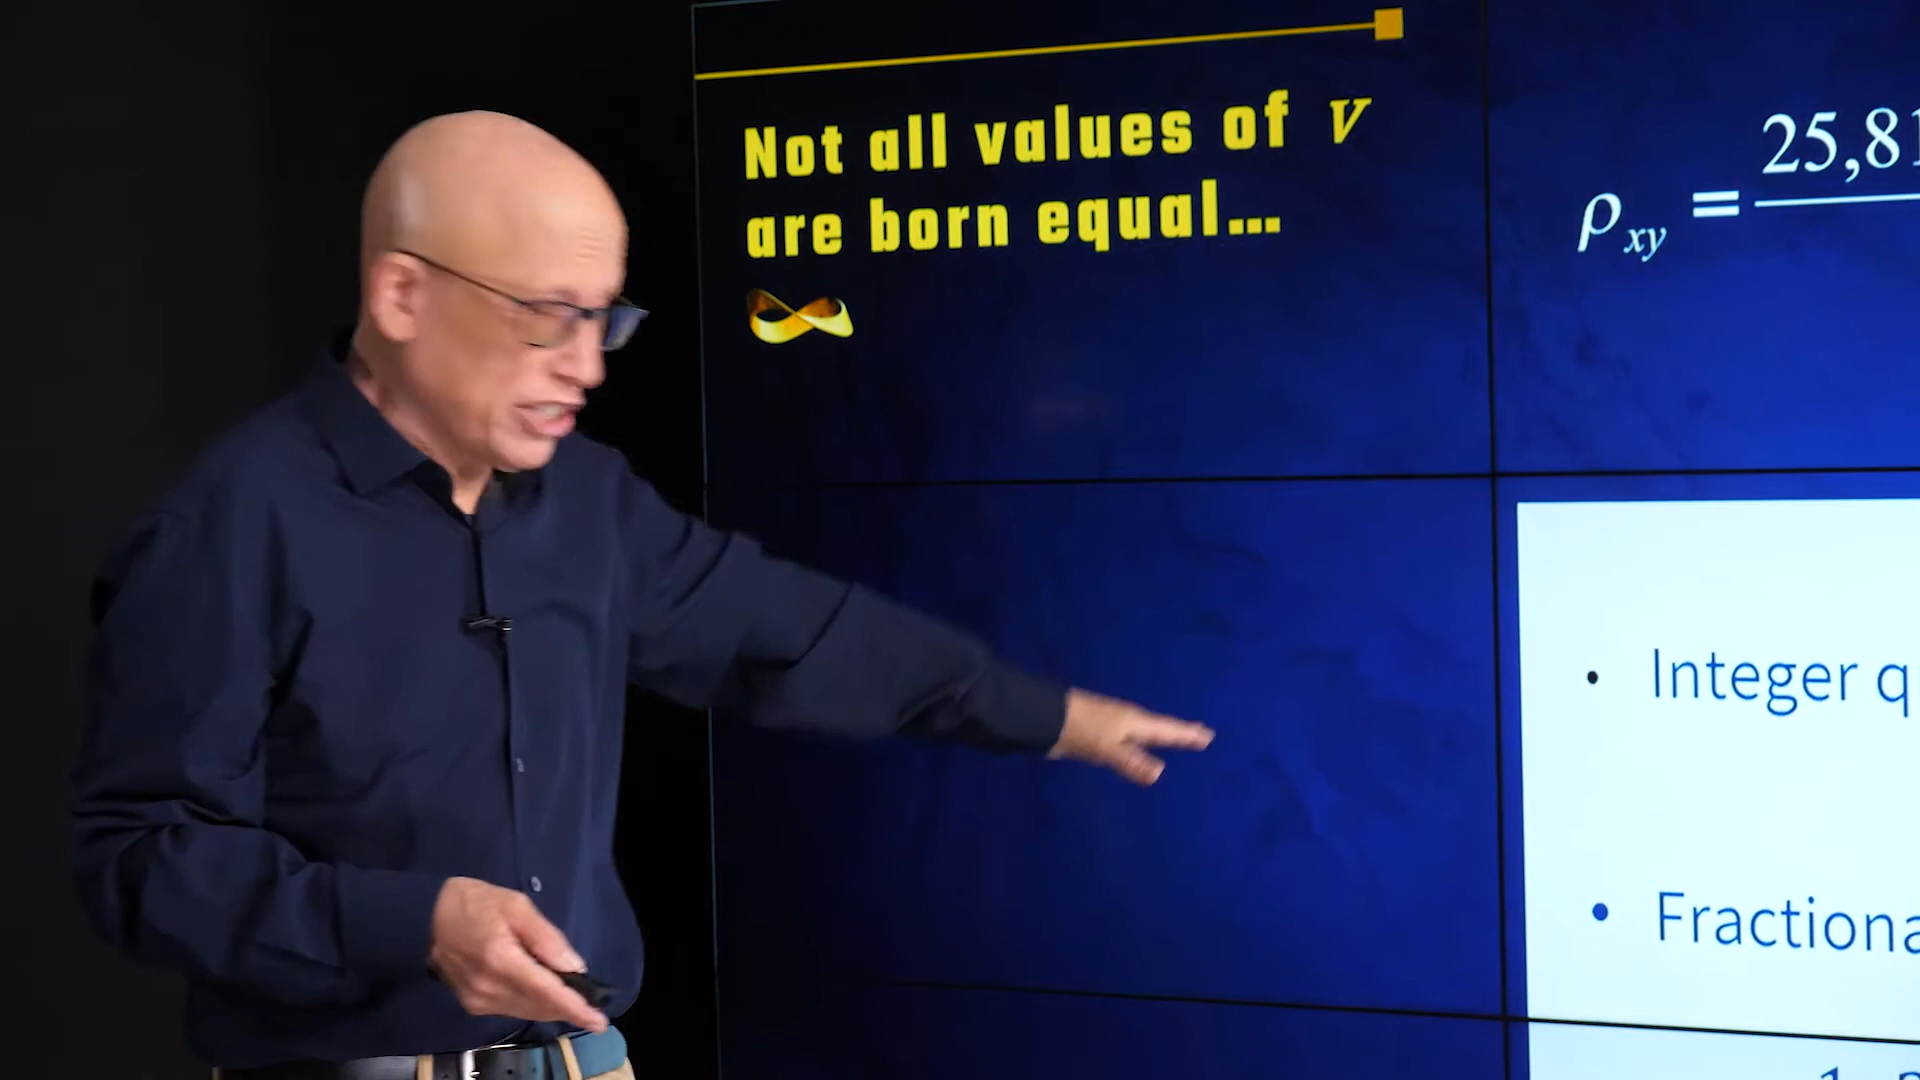 Not all values of ν
are born equal...
25,81
ρxy =
• Integer q
• Fractiona